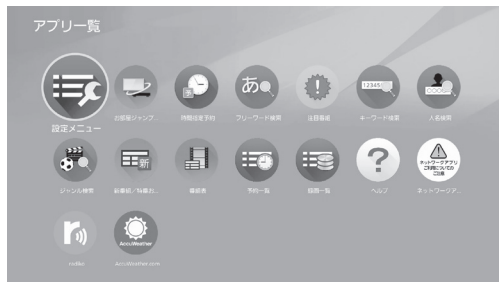 アプリ一覧
予
あ
12345
設定メニュー
お部屋ジャンプ...
時間指定予約
フリーワード検索
注目番組
キーワード検索
人名検索
新
ネットワークアプリ
ご利用についての
ご注意
ジャンル検索
新番組/特番お...
番組表
予約一覧
録画一覧
ヘルプ
ネットワークア...
AccuWeather
radiko
AccuWeather.com